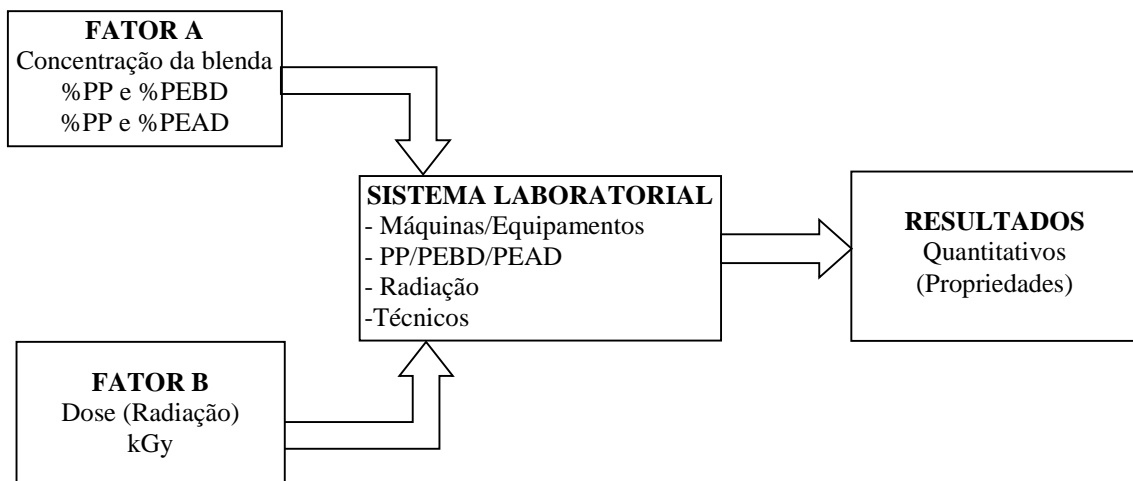 FATOR A
Concentração da blenda
%PP e %PEBD
%PP e %PEAD
SISTEMA LABORATORIAL
- Máquinas/Equipamentos
- PP/PEBD/PEAD
- Radiação
-Técnicos
RESULTADOS
Quantitativos
(Propriedades)
FATOR B
Dose (Radiação)
kGy